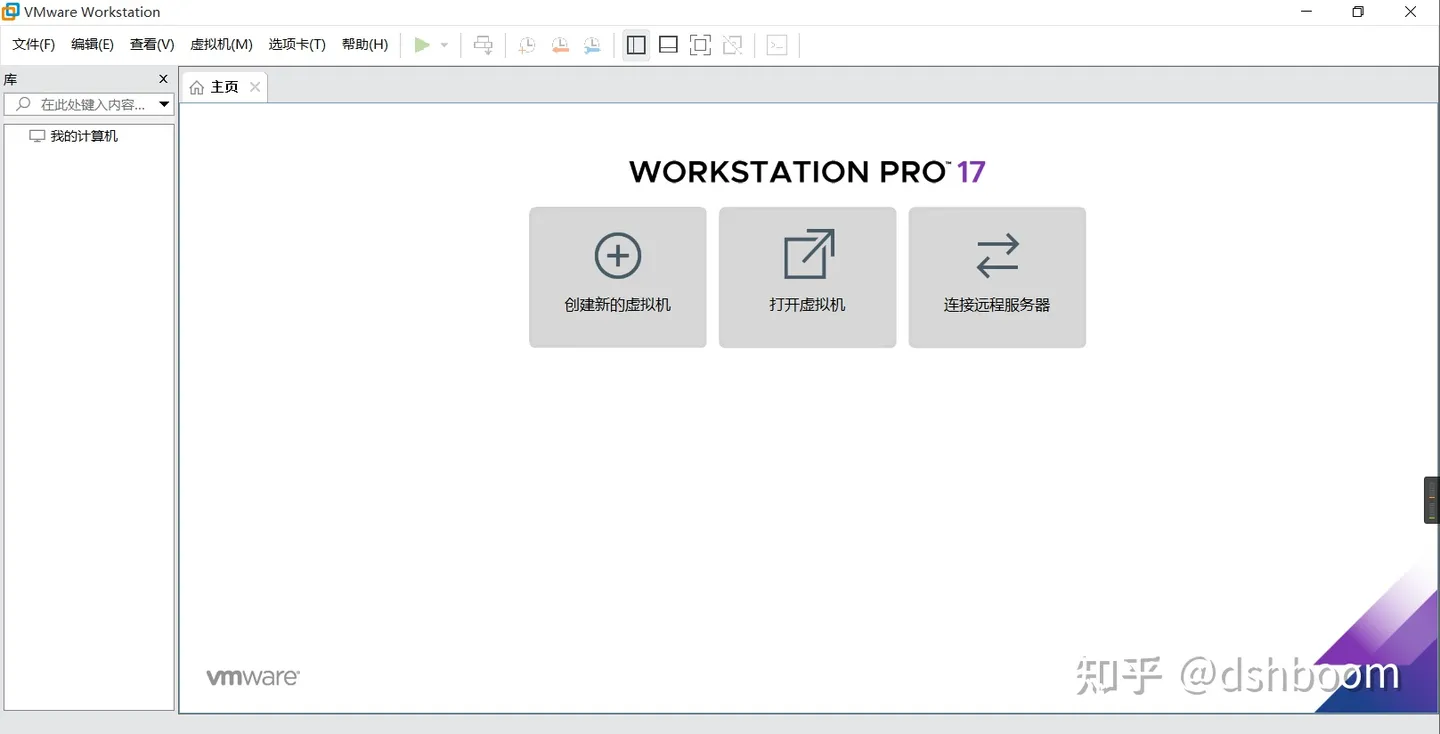 VMware Workstation
文件(F) 编辑(E) 查看(V) 虚拟机(M) 选项卡(T) 帮助(H)
库
在此处键入内容...
我的计算机
主页
WORKSTATION PRO™ 17
创建新的虚拟机
打开虚拟机
连接远程服务器
vmware®
知乎 @dshboom